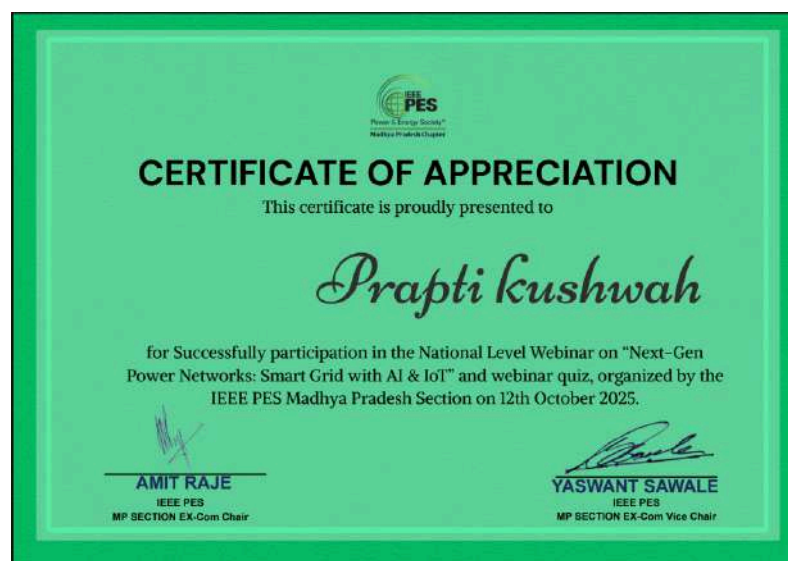 IEEE
PES
Power & Energy Society™
Madhya Pradesh Chapter
CERTIFICATE OF APPRECIATION
This certificate is proudly presented to
Prapti kushwah
for Successfully participation in the National Level Webinar on “Next-Gen
Power Networks: Smart Grid with AI & IoT” and webinar quiz, organized by the
IEEE PES Madhya Pradesh Section on 12th October 2025.
AMIT RAJE
IEEE PES
MP SECTION EX-Com Chair
YASWANT SAWALE
IEEE PES
MP SECTION EX-Com Vice Chair